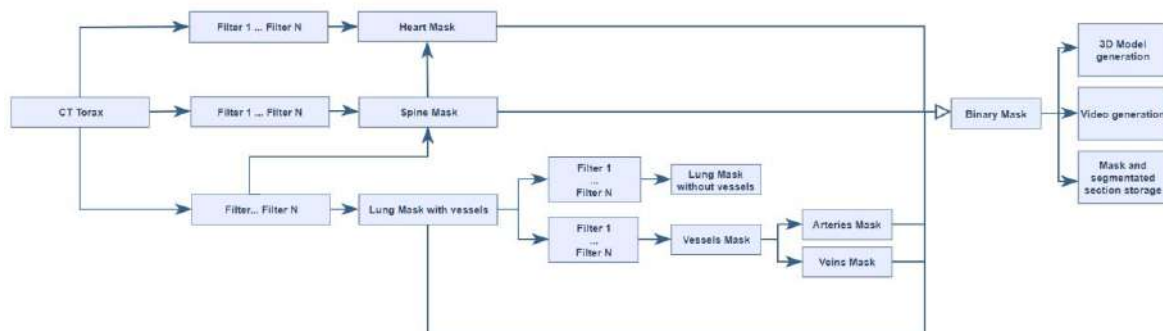 Filter 1 ... Filter N
Heart Mask
3D Model
generation
CT Torax
Filter 1 ... Filter N
Spine Mask
Binary Mask
Video generation
Filter 1
...
Filter N
Lung Mask
without vessels
Mask and
segmentated
section storage
Filter... Filter N
Lung Mask with vessels
Filter 1
...
Filter N
Vessels Mask
Arteries Mask
Veins Mask